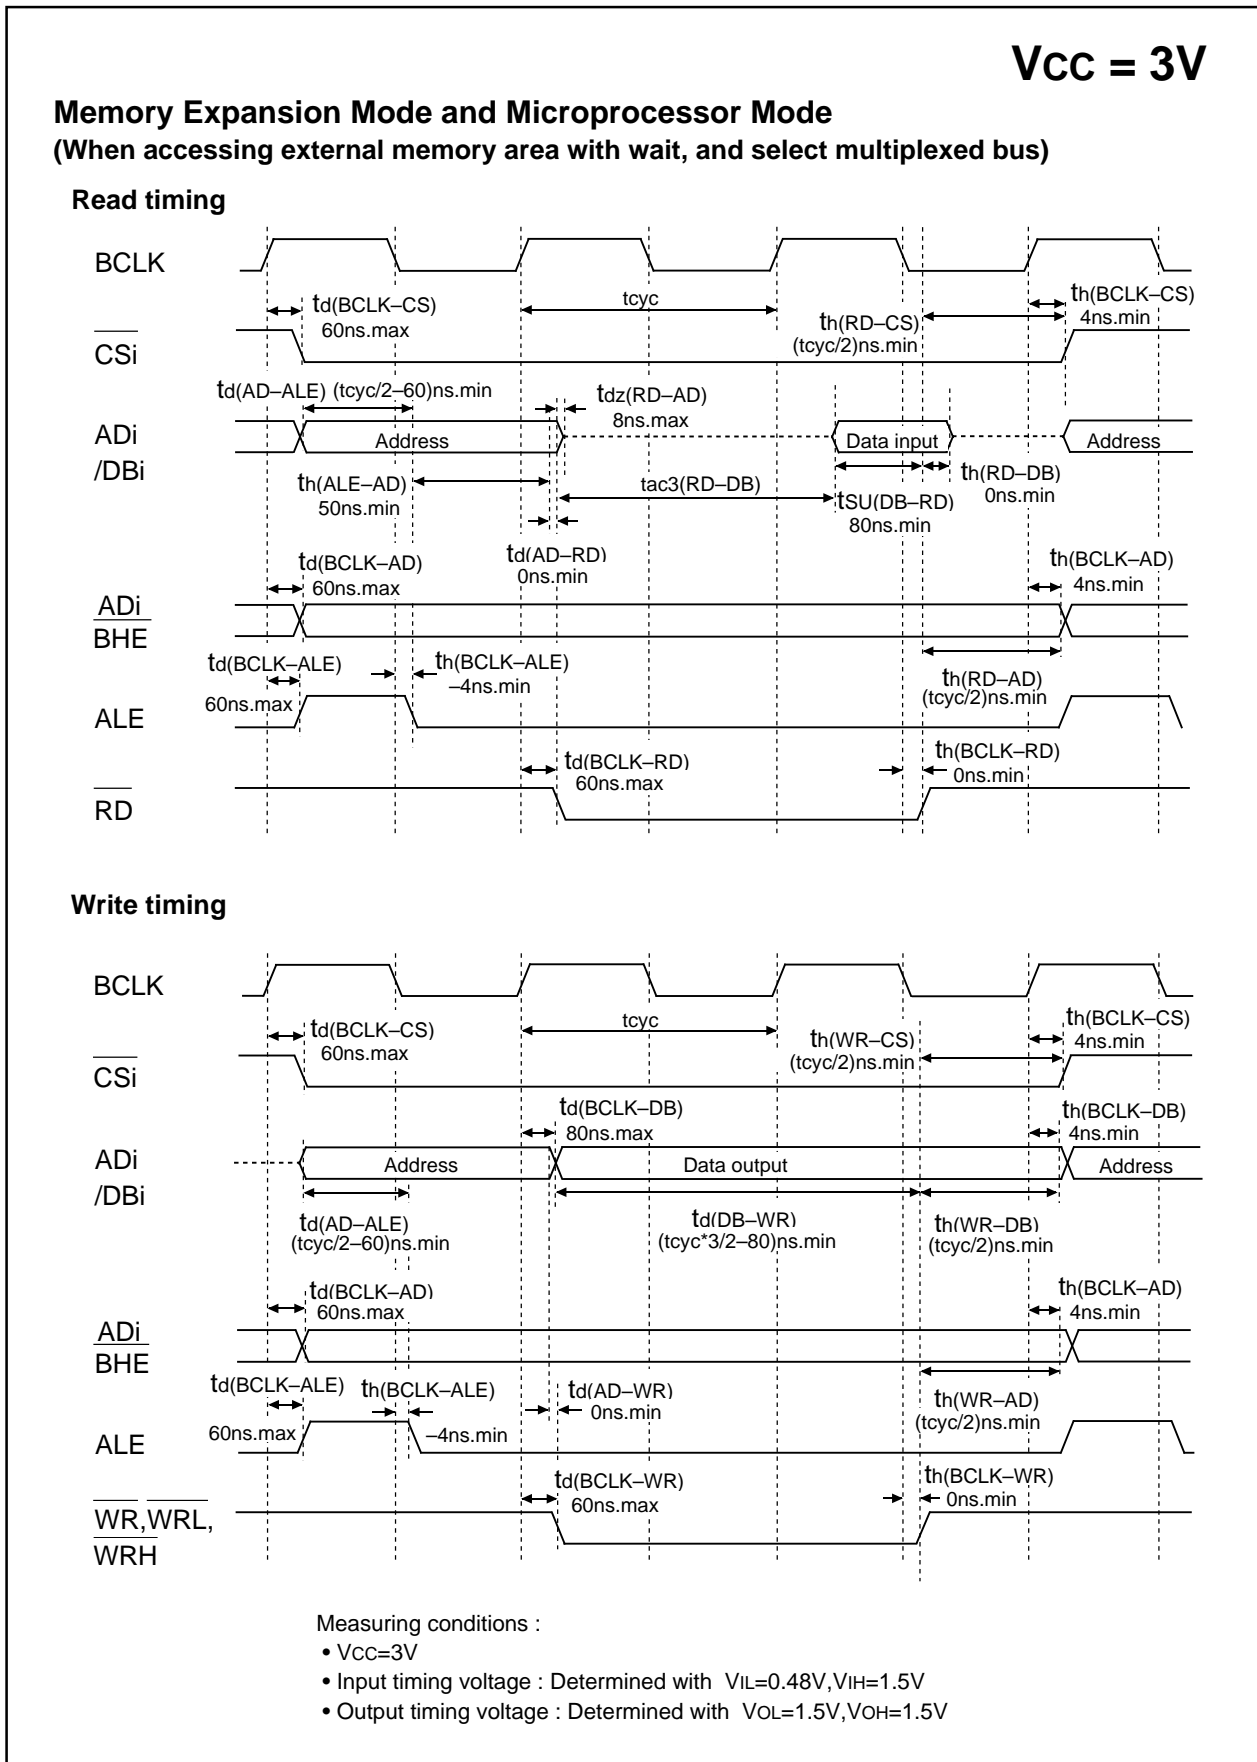 VCC = 3V
Memory Expansion Mode and Microprocessor Mode
(When accessing external memory area with wait, and select multiplexed bus)
Read timing
BCLK
td(BCLK–CS)
60ns.max
tcyc
th(RD–CS)
(tcyc/2)ns.min
th(BCLK–CS)
4ns.min
CSi
td(AD–ALE) (tcyc/2–60)ns.min
tdz(RD–AD)
8ns.max
ADi
/DBi
Address
Data input
Address
th(ALE–AD)
50ns.min
tac3(RD–DB)
tSU(DB–RD)
80ns.min
th(RD–DB)
0ns.min
td(AD–RD)
0ns.min
td(BCLK–AD)
60ns.max
th(BCLK–AD)
4ns.min
ADi
BHE
td(BCLK–ALE)
60ns.max
th(BCLK–ALE)
–4ns.min
th(RD–AD)
(tcyc/2)ns.min
ALE
td(BCLK–RD)
60ns.max
th(BCLK–RD)
0ns.min
RD
Write timing
BCLK
td(BCLK–CS)
60ns.max
tcyc
th(WR–CS)
(tcyc/2)ns.min
th(BCLK–CS)
4ns.min
CSi
td(BCLK–DB)
80ns.max
th(BCLK–DB)
4ns.min
ADi
/DBi
Address
Data output
Address
td(AD–ALE)
(tcyc/2–60)ns.min
td(DB–WR)
(tcyc*3/2–80)ns.min
th(WR–DB)
(tcyc/2)ns.min
td(BCLK–AD)
60ns.max
th(BCLK–AD)
4ns.min
ADi
BHE
td(BCLK–ALE)
60ns.max
th(BCLK–ALE)
–4ns.min
td(AD–WR)
0ns.min
th(WR–AD)
(tcyc/2)ns.min
ALE
td(BCLK–WR)
60ns.max
th(BCLK–WR)
0ns.min
WR,WRL,
WRH
Measuring conditions :
• VCC=3V
• Input timing voltage : Determined with VIL=0.48V,VIH=1.5V
• Output timing voltage : Determined with VOL=1.5V,VOH=1.5V